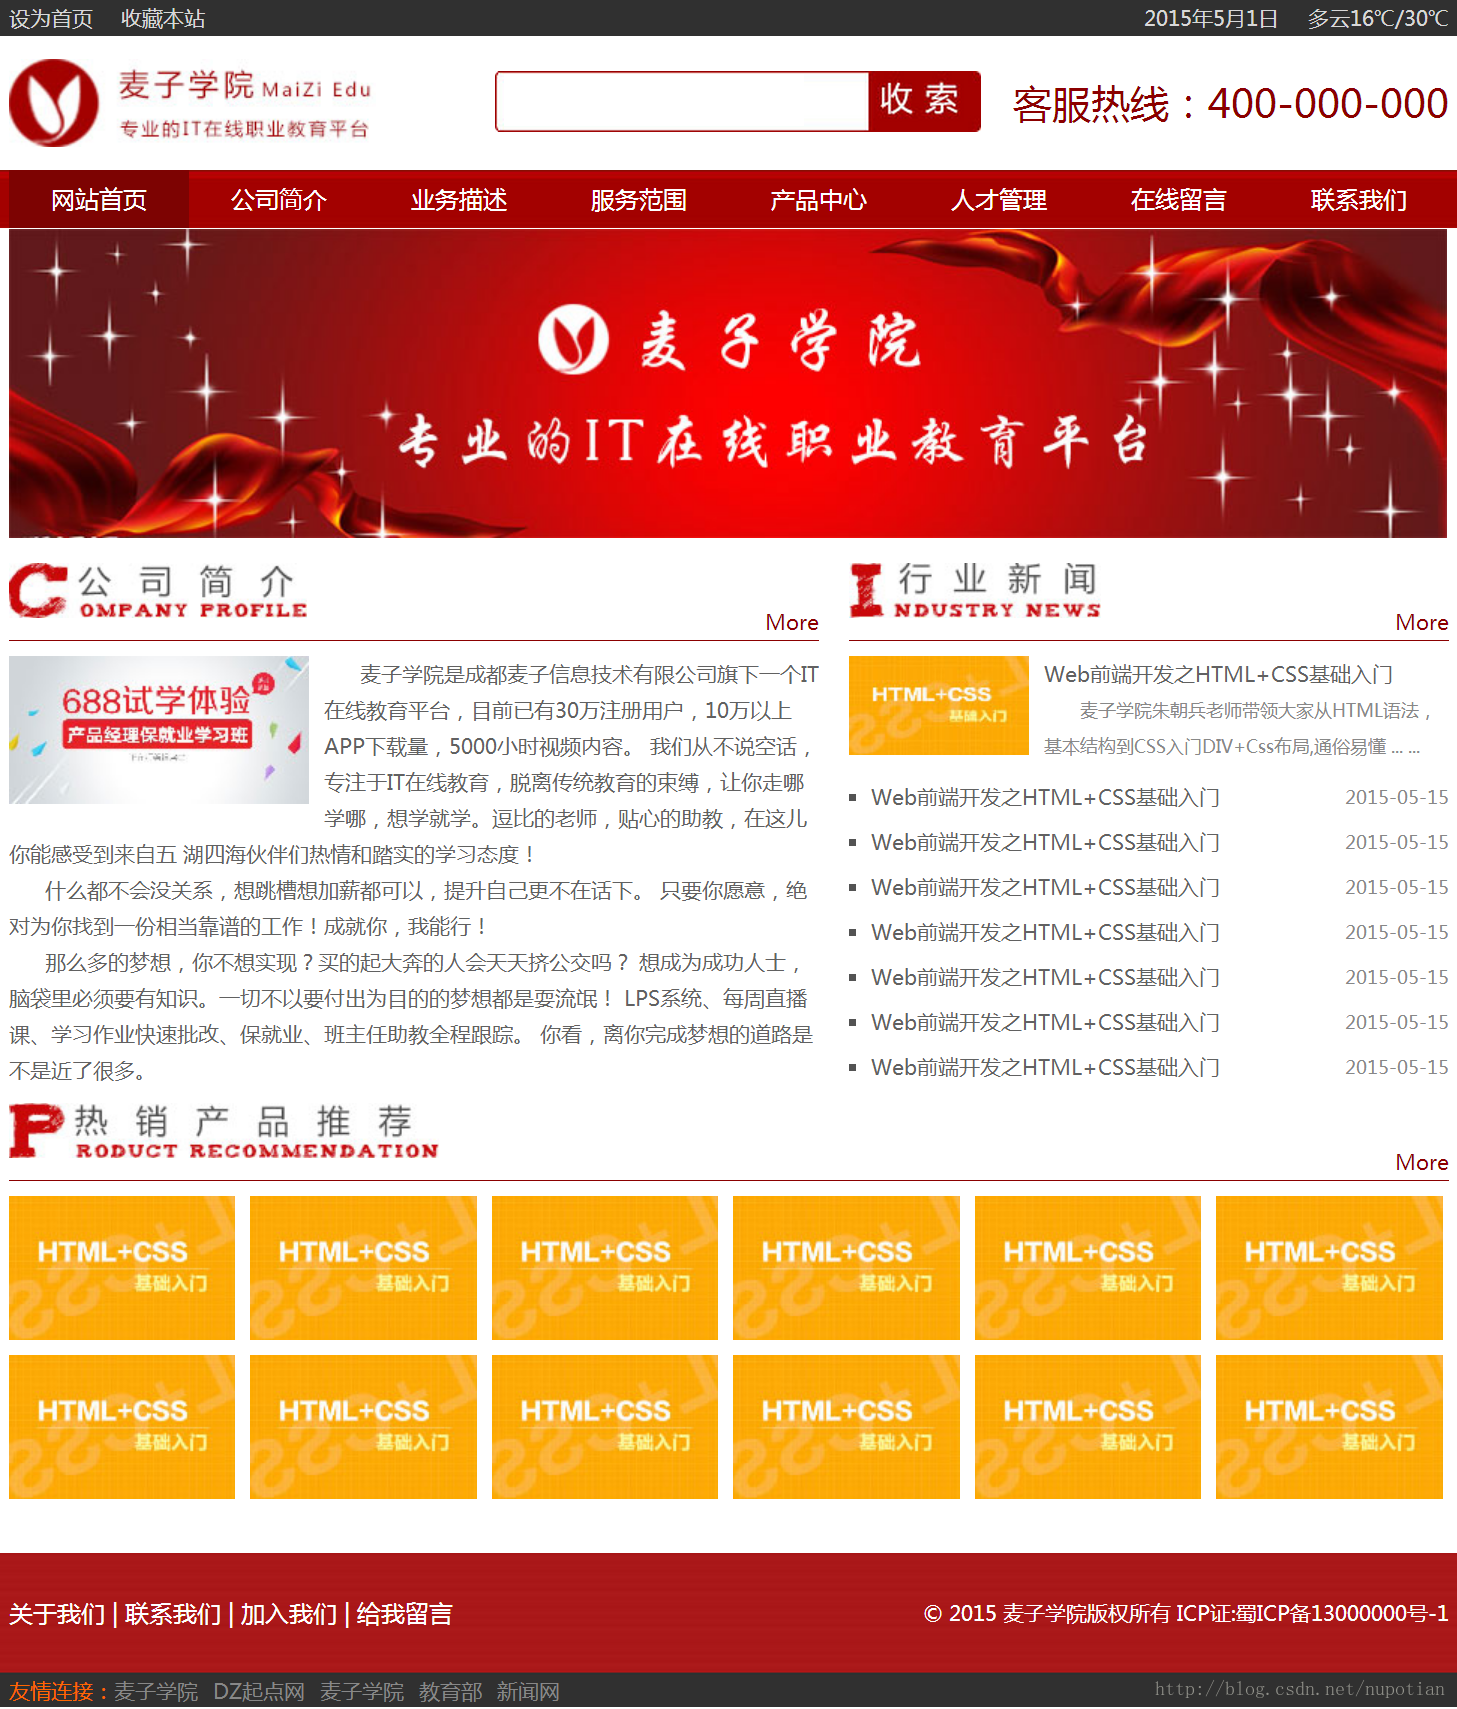 设为首页 收藏本站 2015年5月1日 多云16℃/30℃
麦子学院 MaiZi Edu
专业的IT在线职业教育平台
收 索
客服热线：400-000-000
网站首页 公司简介 业务描述 服务范围 产品中心 人才管理 在线留言 联系我们
麦子学院
专业的IT在线职业教育平台
公司简介
COMPANY PROFILE
More
688试学体验
产品经理保就业学习班
麦子学院是成都麦子信息技术有限公司旗下一个IT
在线教育平台，目前已有30万注册用户，10万以上
APP下载量，5000小时视频内容。 我们从不说空话，
专注于IT在线教育，脱离传统教育的束缚，让你走哪
学哪，想学就学。逗比的老师，贴心的助教，在这儿
你能感受到来自五 湖四海伙伴们热情和踏实的学习态度！
什么都不会没关系，想跳槽想加薪都可以，提升自己更不在话下。 只要你愿意，绝
对为你找到一份相当靠谱的工作！成就你，我能行！
那么多的梦想，你不想实现？买的起大奔的人会天天挤公交吗？ 想成为成功人士，
脑袋里必须要有知识。一切不以要付出为目的的梦想都是耍流氓！ LPS系统、每周直播
课、学习作业快速批改、保就业、班主任助教全程跟踪。 你看，离你完成梦想的道路是
不是近了很多。
行业新闻
INDUSTRY NEWS
More
HTML+CSS
基础入门
Web前端开发之HTML+CSS基础入门
麦子学院朱朝兵老师带领大家从HTML语法，
基本结构到CSS入门DIV+Css布局,通俗易懂 ... ...
Web前端开发之HTML+CSS基础入门 2015-05-15
Web前端开发之HTML+CSS基础入门 2015-05-15
Web前端开发之HTML+CSS基础入门 2015-05-15
Web前端开发之HTML+CSS基础入门 2015-05-15
Web前端开发之HTML+CSS基础入门 2015-05-15
Web前端开发之HTML+CSS基础入门 2015-05-15
Web前端开发之HTML+CSS基础入门 2015-05-15
热销产品推荐
PRODUCT RECOMMENDATION
More
HTML+CSS HTML+CSS HTML+CSS HTML+CSS HTML+CSS HTML+CSS
基础入门 基础入门 基础入门 基础入门 基础入门 基础入门
HTML+CSS HTML+CSS HTML+CSS HTML+CSS HTML+CSS HTML+CSS
基础入门 基础入门 基础入门 基础入门 基础入门 基础入门
关于我们 | 联系我们 | 加入我们 | 给我留言 © 2015 麦子学院版权所有 ICP证:蜀ICP备13000000号-1
友情连接：麦子学院 DZ起点网 麦子学院 教育部 新闻网 http://blog.csdn.net/nupotian